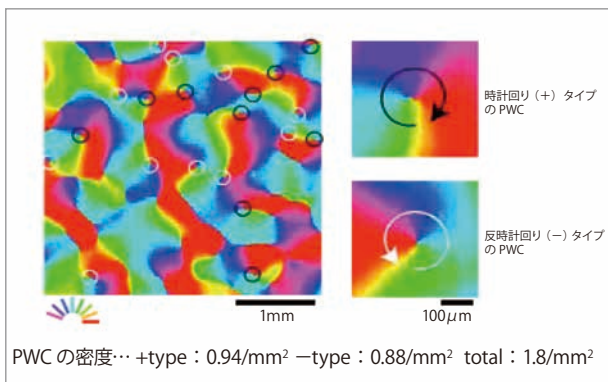 時計回り（+）タイプ
の PWC
反時計回り（−）タイプ
の PWC
1mm
100μm
PWC の密度… +type：0.94/mm² −type：0.88/mm² total：1.8/mm²